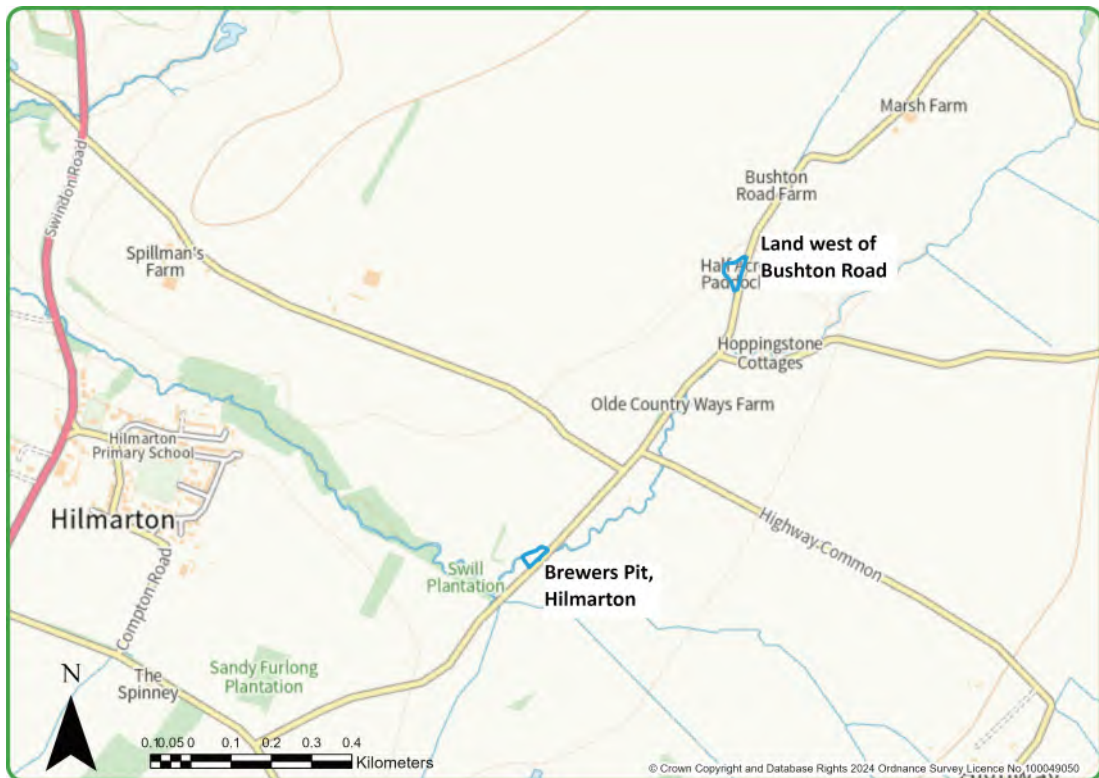 Marsh Farm
Swindon Road
Bushton
Road Farm
Land west of
Bushton Road
Spillman's
Farm
Half Acr
Paddocl
Hoppingstone
Cottages
Olde Country Ways Farm
Hilmarton
Primary School
Hilmarton
Highway Common
Swill
Plantation
Brewers Pit,
Hilmarton
Compton Road
Sandy Furlong
Plantation
The
Spinney
N
0.1 0.05 0 0.1 0.2 0.3 0.4
Kilometers
© Crown Copyright and Database Rights 2024 Ordnance Survey Licence No 100049050